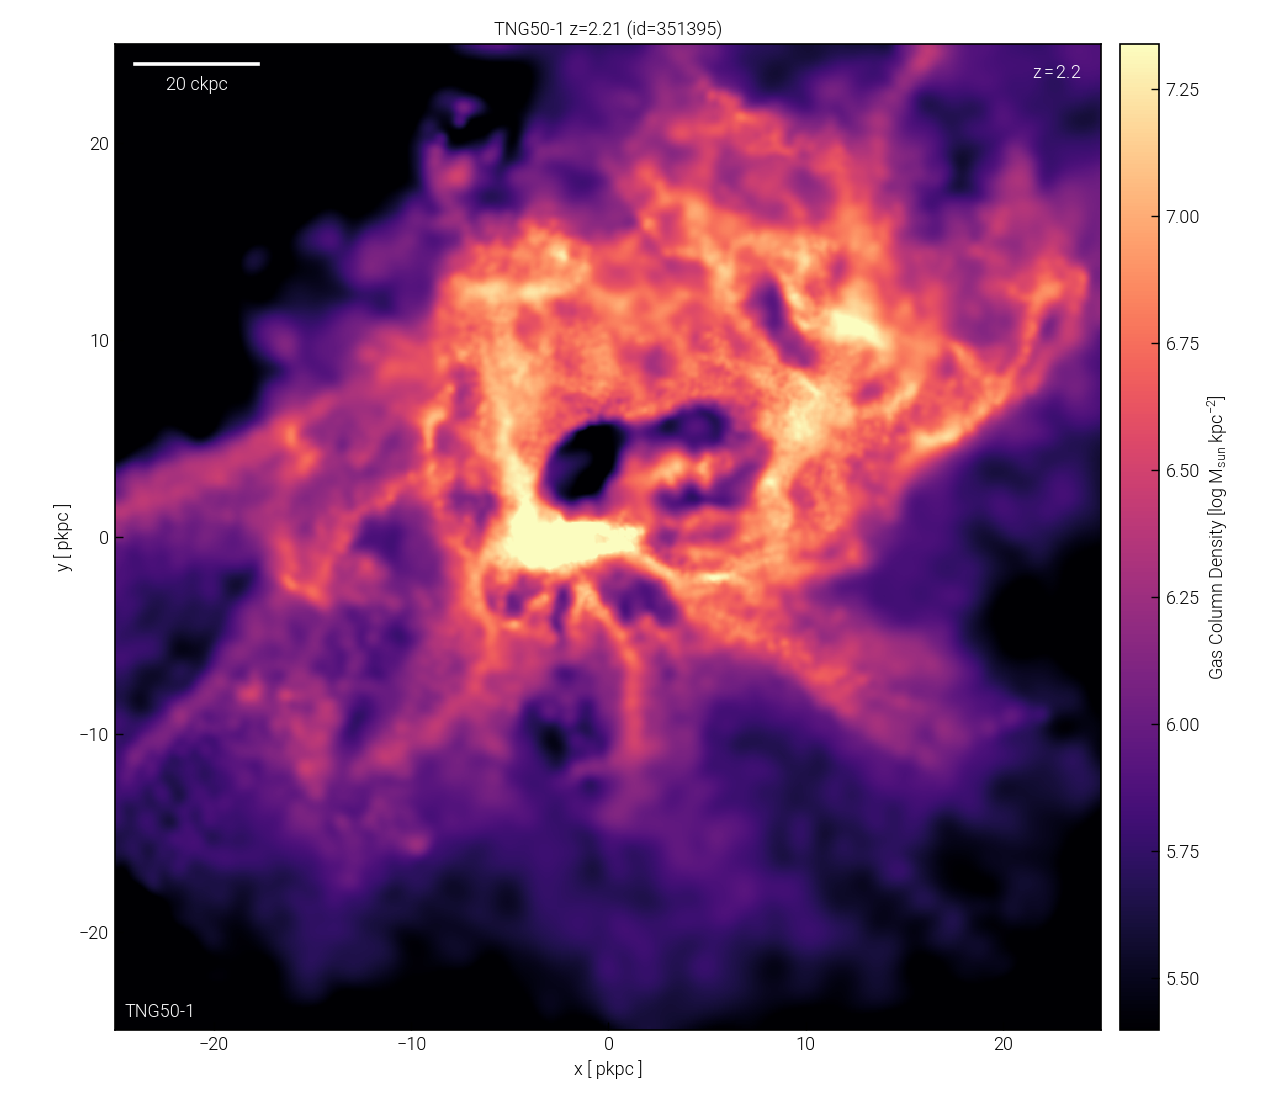 TNG50-1 z=2.21 (id=351395)
20 ckpc
z=2.2
TNG50-1
20
10
0
−10
−20
y [ pkpc ]
−20
−10
0
10
20
x [ pkpc ]
7.25
7.00
6.75
6.50
6.25
6.00
5.75
5.50
Gas Column Density [log M_sun kpc^−2]